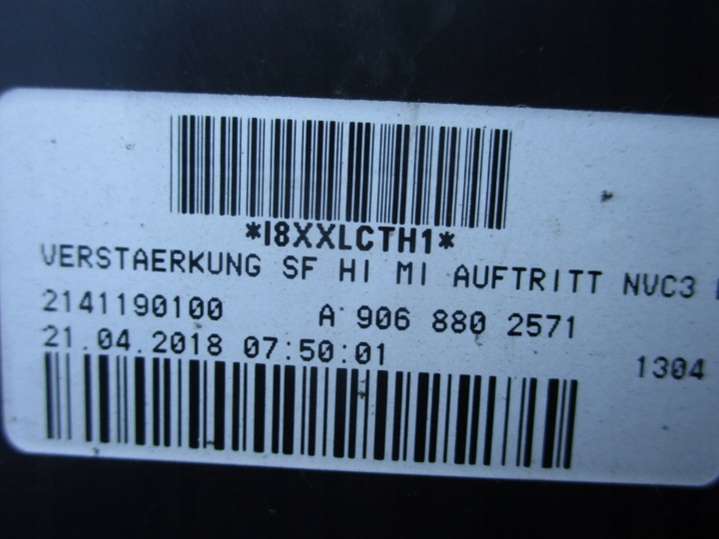 *I8XXLCTH1*
VERSTAERKUNG SF HI MI AUFTRITT NVC3
2141190100 A 906 880 2571
21.04.2018 07:50:01 1304